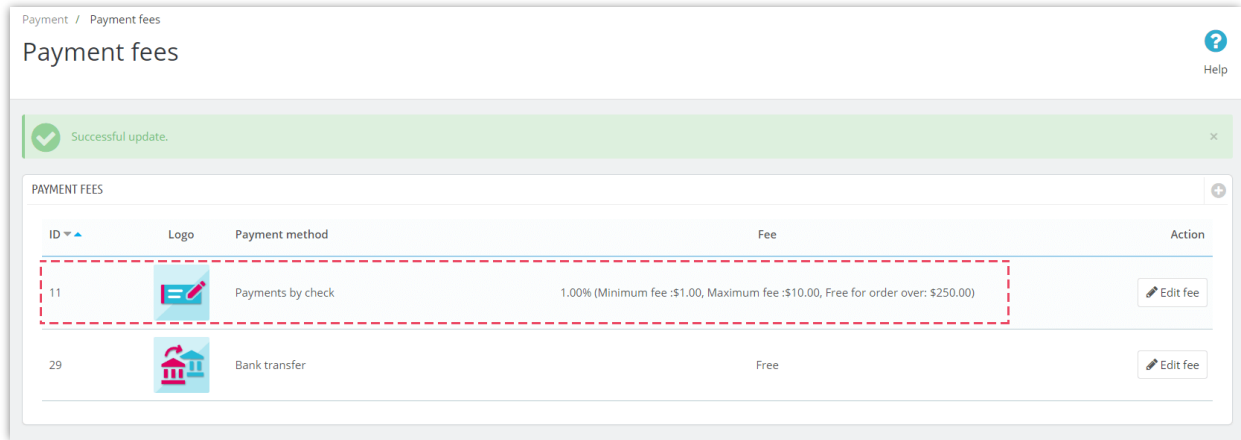 Payment / Payment fees
Payment fees
Help
Successful update.
×
PAYMENT FEES
ID Logo Payment method Fee Action
11 Payments by check 1.00% (Minimum fee :$1.00, Maximum fee :$10.00, Free for order over: $250.00) Edit fee
29 Bank transfer Free Edit fee